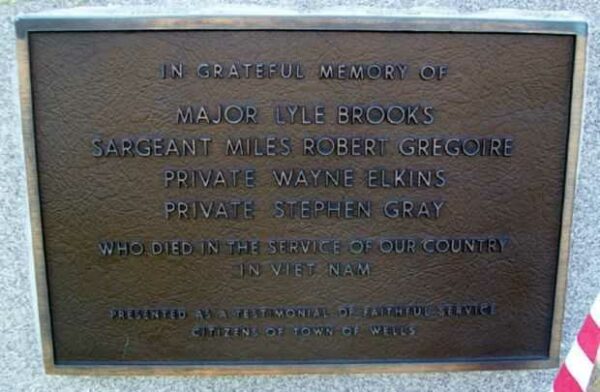 IN GRATEFUL MEMORY OF
MAJOR LYLE BROOKS
SARGEANT MILES ROBERT GREGOIRE
PRIVATE WAYNE ELKINS
PRIVATE STEPHEN GRAY
WHO DIED IN THE SERVICE OF OUR COUNTRY
IN VIET NAM
PRESENTED AS A TESTIMONIAL OF FAITHFUL SERVICE
CITIZENS OF TOWN OF WELLS